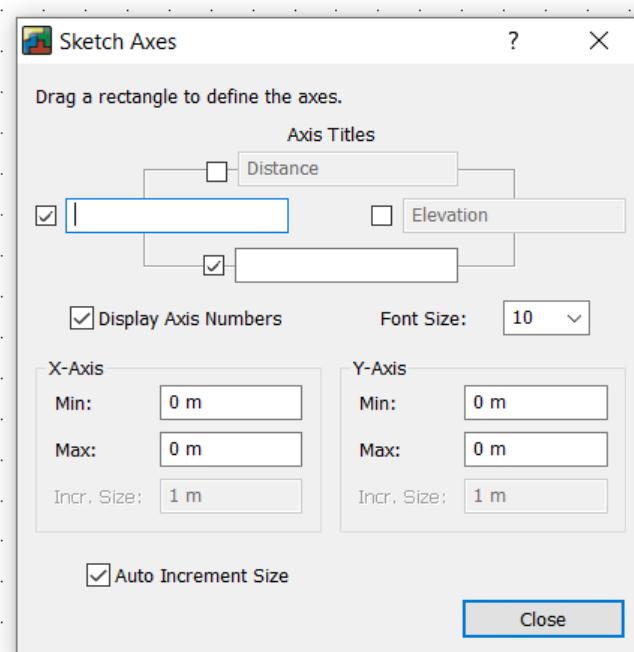 Sketch Axes ?
Drag a rectangle to define the axes.
Axis Titles
Distance
Elevation
Display Axis Numbers Font Size: 10
X-Axis Y-Axis
Min: 0 m Min: 0 m
Max: 0 m Max: 0 m
Incr. Size: 1 m Incr. Size: 1 m
Auto Increment Size
Close